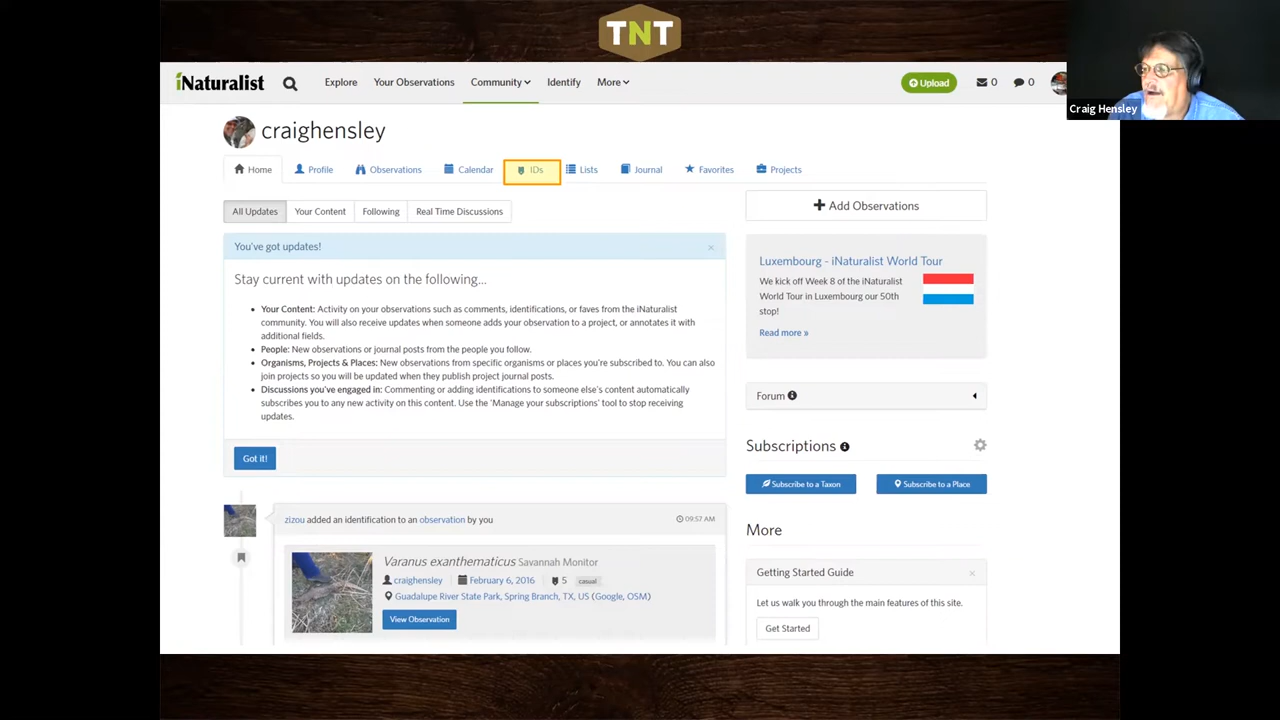 TNT
iNaturalist Explore Your Observations Community Identify More Upload 0 0
Craig Hensley
craighensley
Home Profile Observations Calendar IDs Lists Journal Favorites Projects
All Updates Your Content Following Real Time Discussions
+ Add Observations
You've got updates! ×
Stay current with updates on the following...
• Your Content: Activity on your observations such as comments, identifications, or faves from the iNaturalist
community. You will also receive updates when someone adds your observation to a project, or annotates it with
additional fields.
• People: New observations or journal posts from the people you follow.
• Organisms, Projects & Places: New observations from specific organisms or places you're subscribed to. You can also
join projects so you will be updated when they publish project journal posts.
• Discussions you've engaged in: Commenting or adding identifications to someone else's content automatically
subscribes you to any new activity on this content. Use the 'Manage your subscriptions' tool to stop receiving
updates.
Got it!
Luxembourg - iNaturalist World Tour
We kick off Week 8 of the iNaturalist
World Tour in Luxembourg our 50th
stop!
Read more »
Forum
Subscriptions
Subscribe to a Taxon Subscribe to a Place
zizou added an identification to an observation by you 09:57 AM
Varanus exanthematicus Savannah Monitor
craighensley February 6, 2016 5 casual
Guadalupe River State Park, Spring Branch, TX, US (Google, OSM)
View Observation
More
Getting Started Guide ×
Let us walk you through the main features of this site.
Get Started